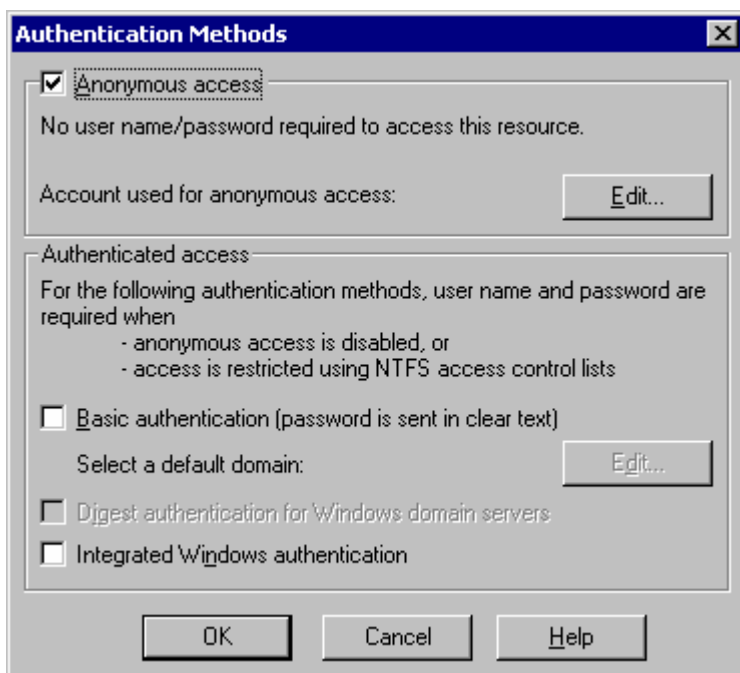 Authentication Methods
Anonymous access
No user name/password required to access this resource.
Account used for anonymous access:
Edit...
Authenticated access
For the following authentication methods, user name and password are
required when
- anonymous access is disabled, or
- access is restricted using NTFS access control lists
Basic authentication (password is sent in clear text)
Select a default domain:
Edit...
Digest authentication for Windows domain servers
Integrated Windows authentication
OK
Cancel
Help